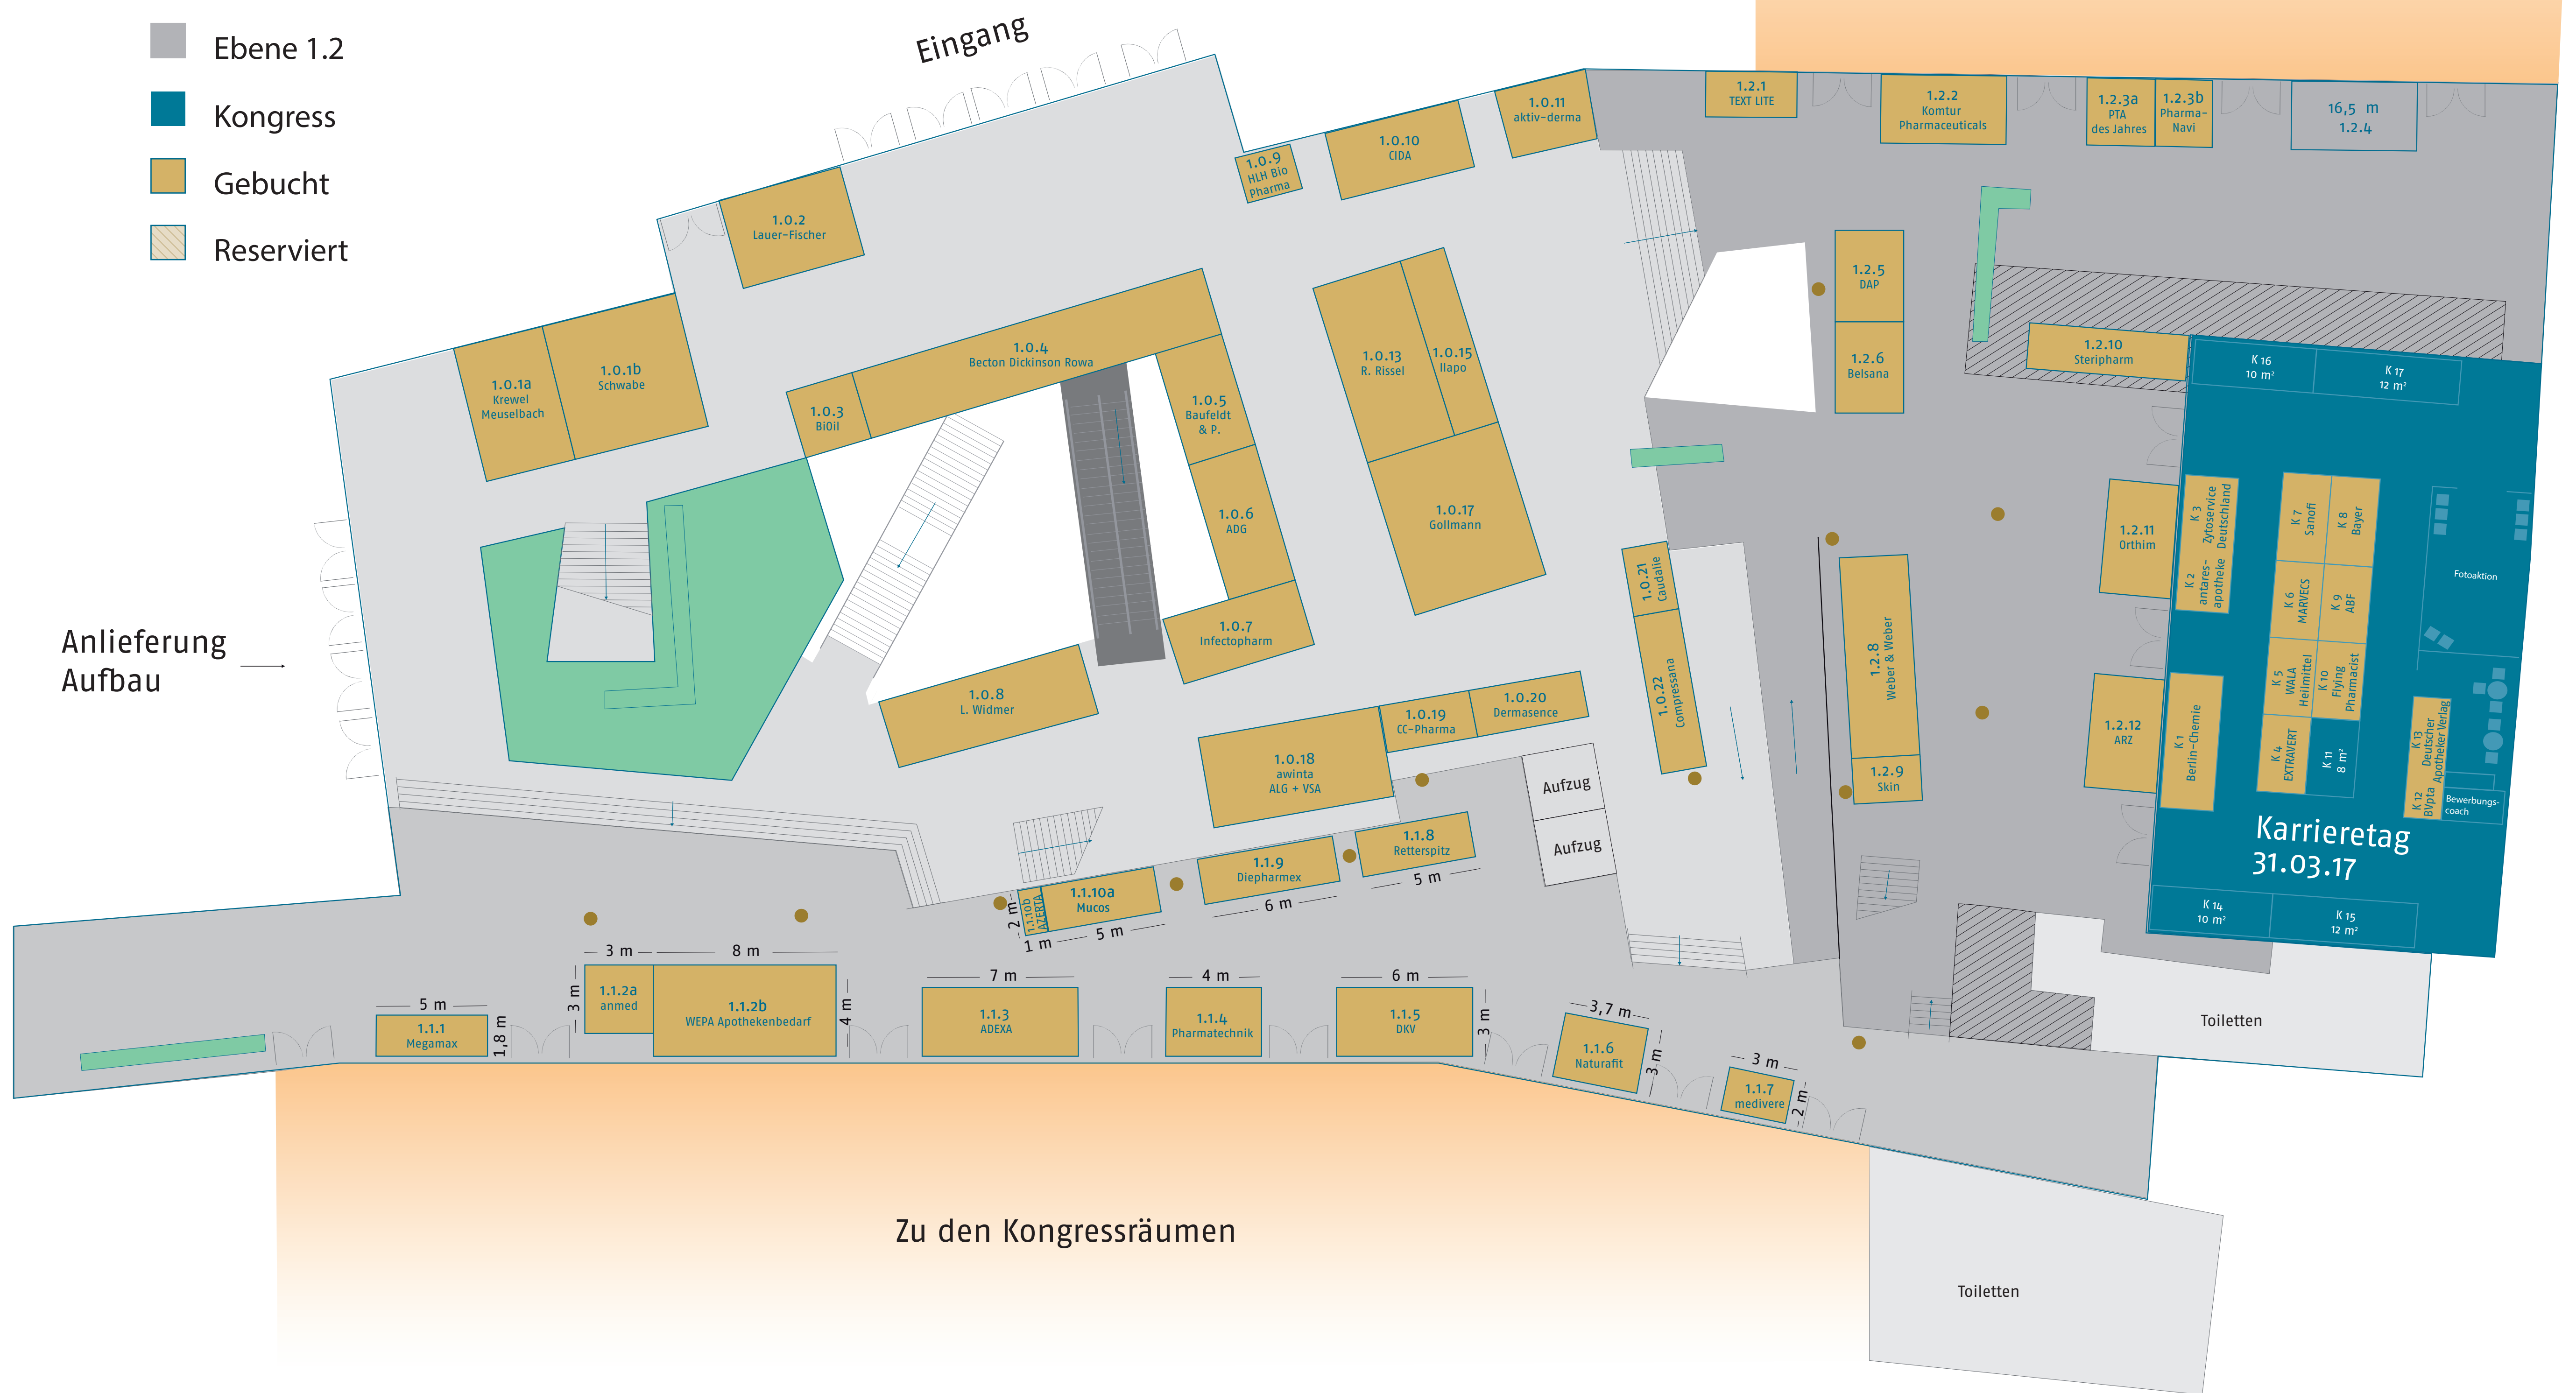 Ebene 1.2
Kongress
Gebucht
Reserviert
Eingang
Anlieferung
Aufbau
1.0.1a
Krewel
Meuselbach
1.0.1b
Schwabe
1.0.2
Lauer-Fischer
1.0.3
BiOil
1.0.4
Becton Dickinson Rowa
1.0.5
Baufeldt
& P.
1.0.6
ADG
1.0.7
Infectopharm
1.0.8
L. Widmer
1.0.9
HLH Bio
Pharma
1.0.10
CIDA
1.0.11
aktiv-derma
1.0.13
R. Rissel
1.0.15
Ilapo
1.0.17
Gollmann
1.0.18
awinta
ALG + VSA
1.0.19
CC-Pharma
1.0.20
Dermasence
1.0.21
Caudalie
1.0.22
Compressana
Aufzug
Aufzug
1.2.1
TEXT LITE
1.2.2
Komtur
Pharmaceuticals
1.2.3a
PTA
des Jahres
1.2.3b
Pharma-
Navi
16,5 m
1.2.4
1.2.5
DAP
1.2.6
Belsana
1.2.8
Weber & Weber
1.2.9
Skin
1.2.10
Steripharm
1.2.11
Orthim
1.2.12
ARZ
K 16
10 m²
K 17
12 m²
K 3
Zytoservice
Deutschland
K 2
antares-
apotheke
K 1
Berlin-Chemie
K 7
Sanofi
K 8
Bayer
K 6
MARVECS
K 9
ABF
K 5
WALA
Heilmittel
K 10
Flying
Pharmacist
K 4
EXTRAVERT
K 11
8 m²
Fotoaktion
K 13
Deutscher
Apotheker Verlag
K 12
BVpta
Bewerbungs-
coach
Karrieretag
31.03.17
K 14
10 m²
K 15
12 m²
1.1.8
Retterspitz
5 m
1.1.9
Diepharmex
6 m
1.1.10a
Mucos
5 m
1.1.10b
AZERTA
2 m
1 m
5 m
1.1.1
Megamax
1,8 m
3 m
8 m
3 m
1.1.2a
anmed
1.1.2b
WEPA Apothekenbedarf
4 m
7 m
1.1.3
ADEXA
4 m
1.1.4
Pharmatechnik
6 m
1.1.5
DKV
3 m
3,7 m
1.1.6
Naturafit
3 m
3 m
1.1.7
medivere
2 m
Toiletten
Zu den Kongressräumen
Toiletten